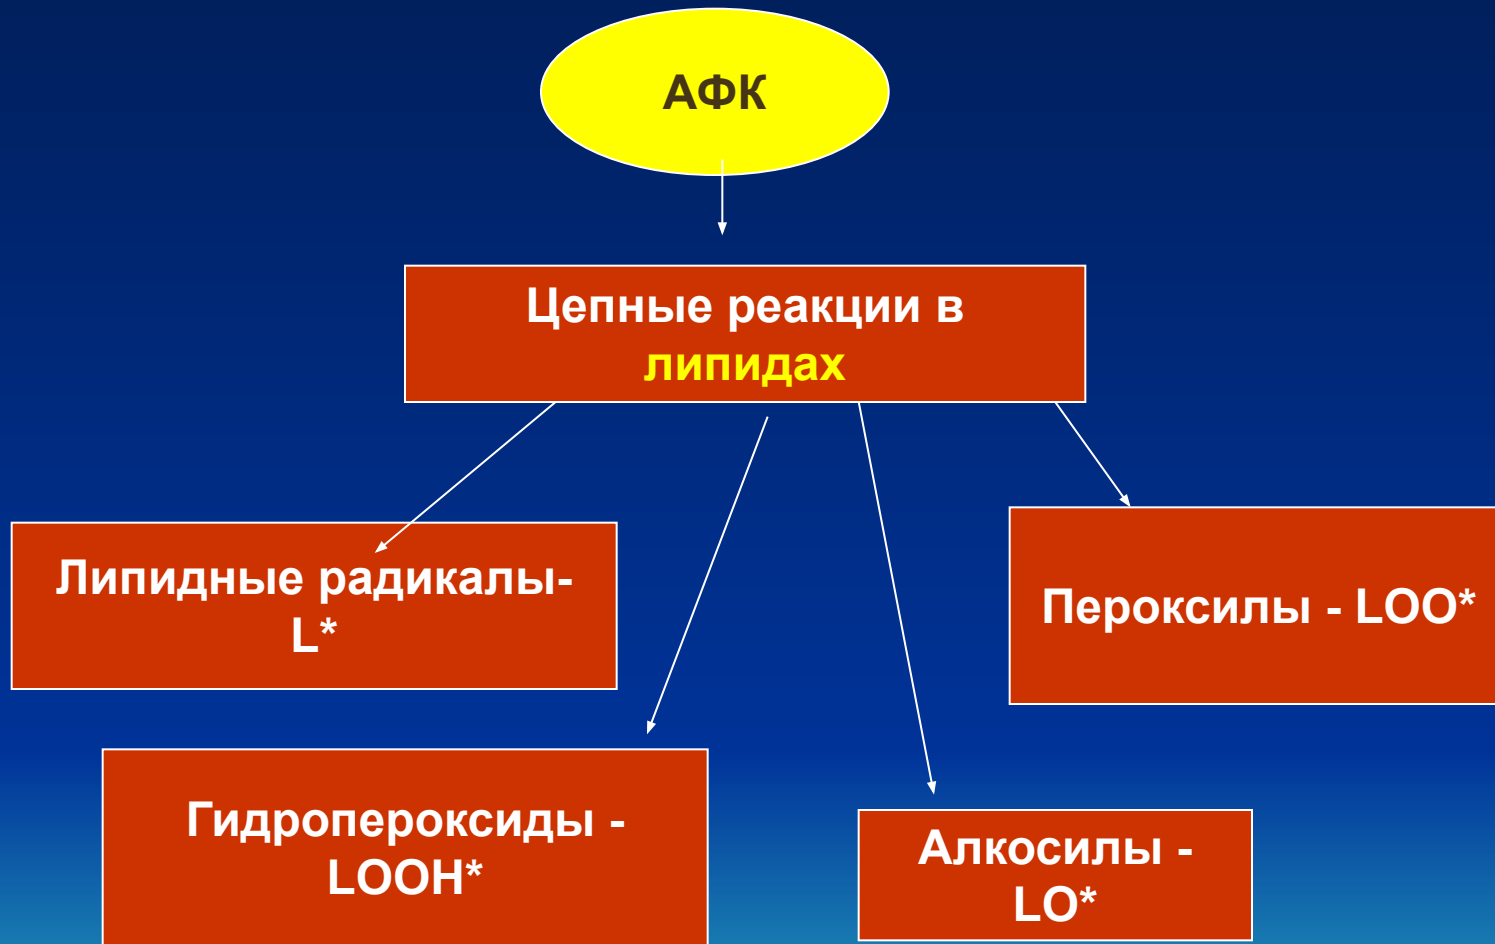 АФК
Цепные реакции в
липидах
Липидные радикалы-
L*
Пероксилы - LOO*
Гидропероксиды -
LOOH*
Алкосилы -
LO*